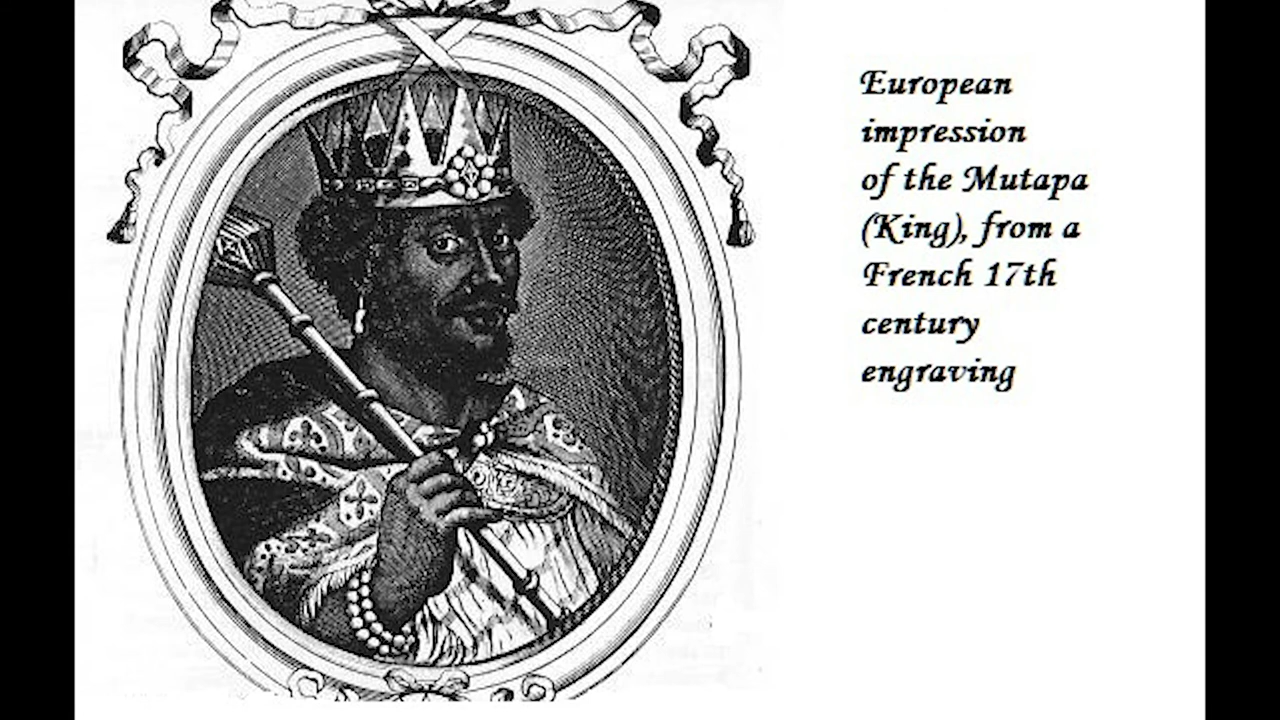 European
impression
of the Mutapa
(King), from a
French 17th
century
engraving